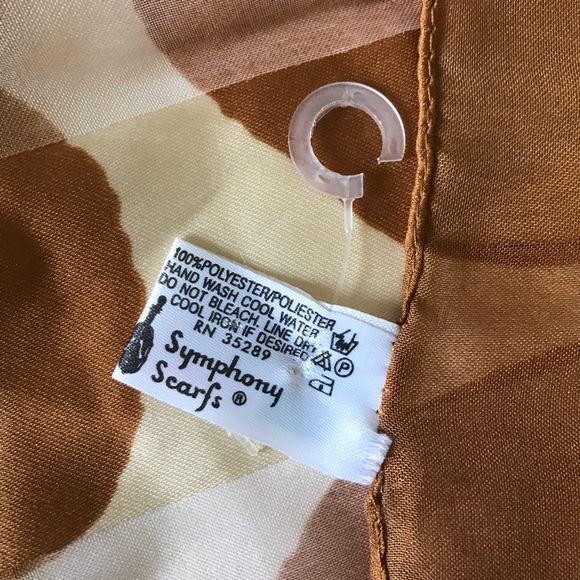 100% POLYESTER/POLIESTER
HAND WASH COOL WATER
DO NOT BLEACH. LINE DRY
COOL IRON IF DESIRED
RN 35289
Symphony
Scarfs ®
P